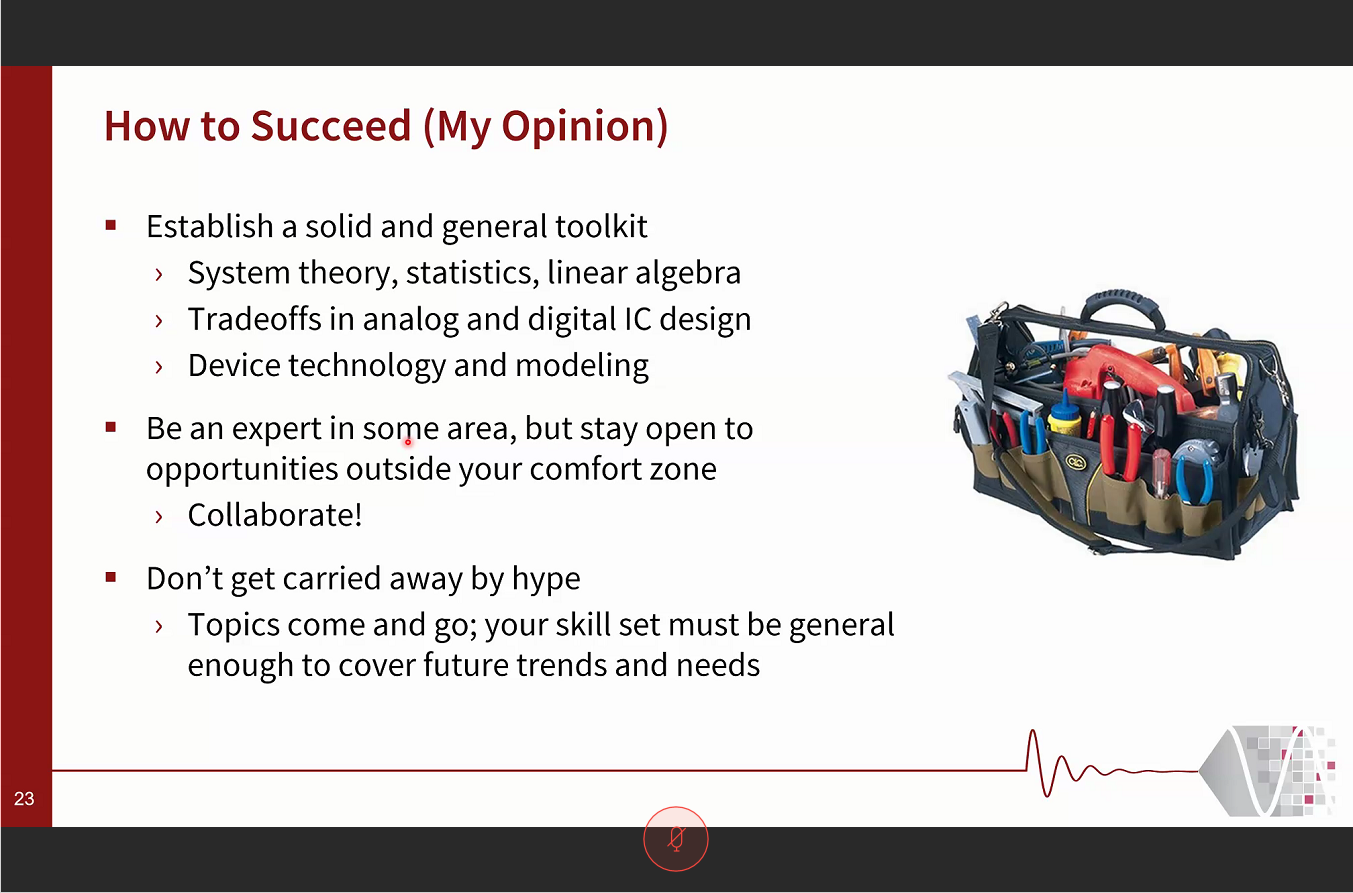 How to Succeed (My Opinion)
Establish a solid and general toolkit
System theory, statistics, linear algebra
Tradeoffs in analog and digital IC design
Device technology and modeling
Be an expert in some area, but stay open to
opportunities outside your comfort zone
Collaborate!
Don’t get carried away by hype
Topics come and go; your skill set must be general
enough to cover future trends and needs
CLC
23